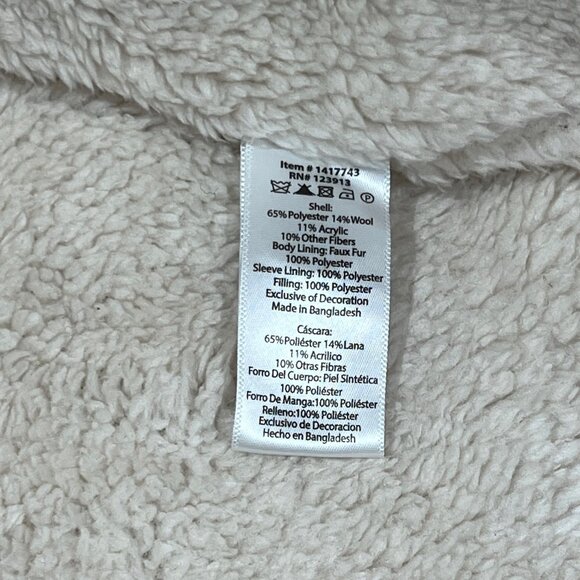 Item # 1417743
RN# 123913
P
Shell:
65% Polyester 14% Wool
11% Acrylic
10% Other Fibers
Body Lining: Faux Fur
100% Polyester
Sleeve Lining: 100% Polyester
Filling: 100% Polyester
Exclusive of Decoration
Made in Bangladesh
Cáscara:
65% Poliéster 14% Lana
11% Acrilico
10% Otras Fibras
Forro Del Cuerpo: Piel Sintética
100% Poliéster
Forro De Manga:100% Poliéster
Relleno:100% Poliéster
Exclusivo de Decoracion
Hecho en Bangladesh